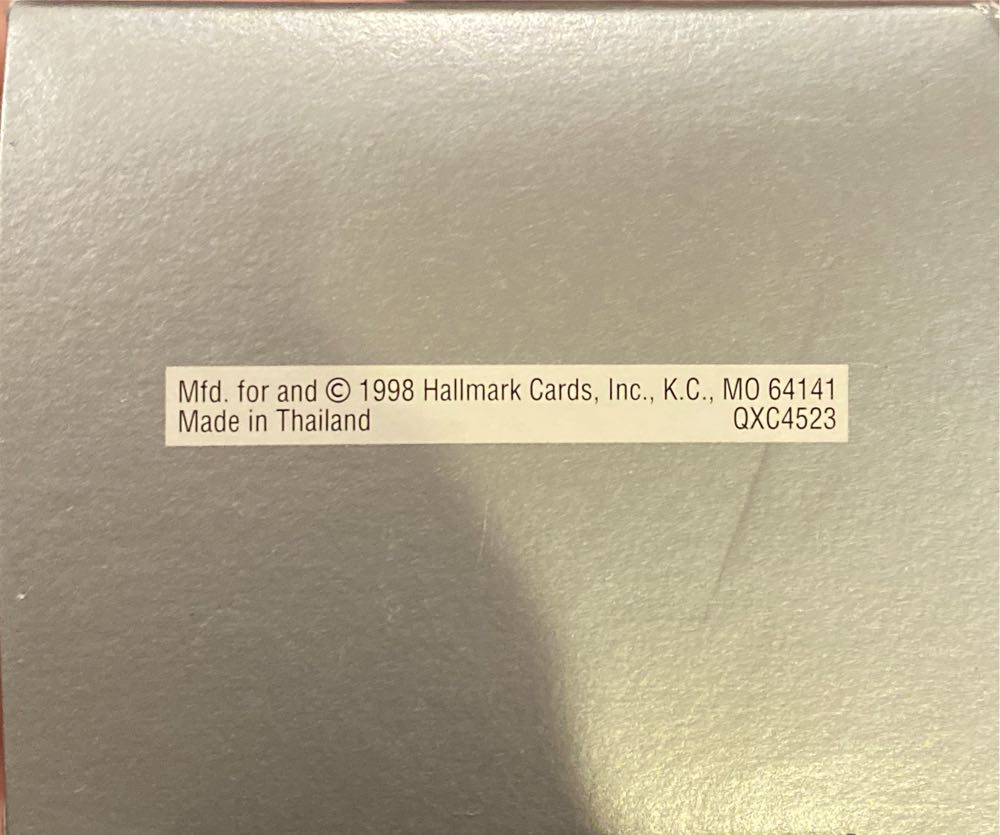 Mfd. for and © 1998 Hallmark Cards, Inc., K.C., MO 64141
Made in Thailand QXC4523